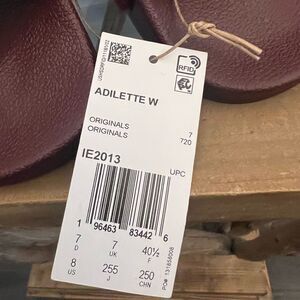 RFID
ADILETTE W
ORIGINALS
ORIGINALS
7
720
IE2013
UPC
1 96463 83442 6
7 7 40½
D UK F
8 255 250
US J CHN